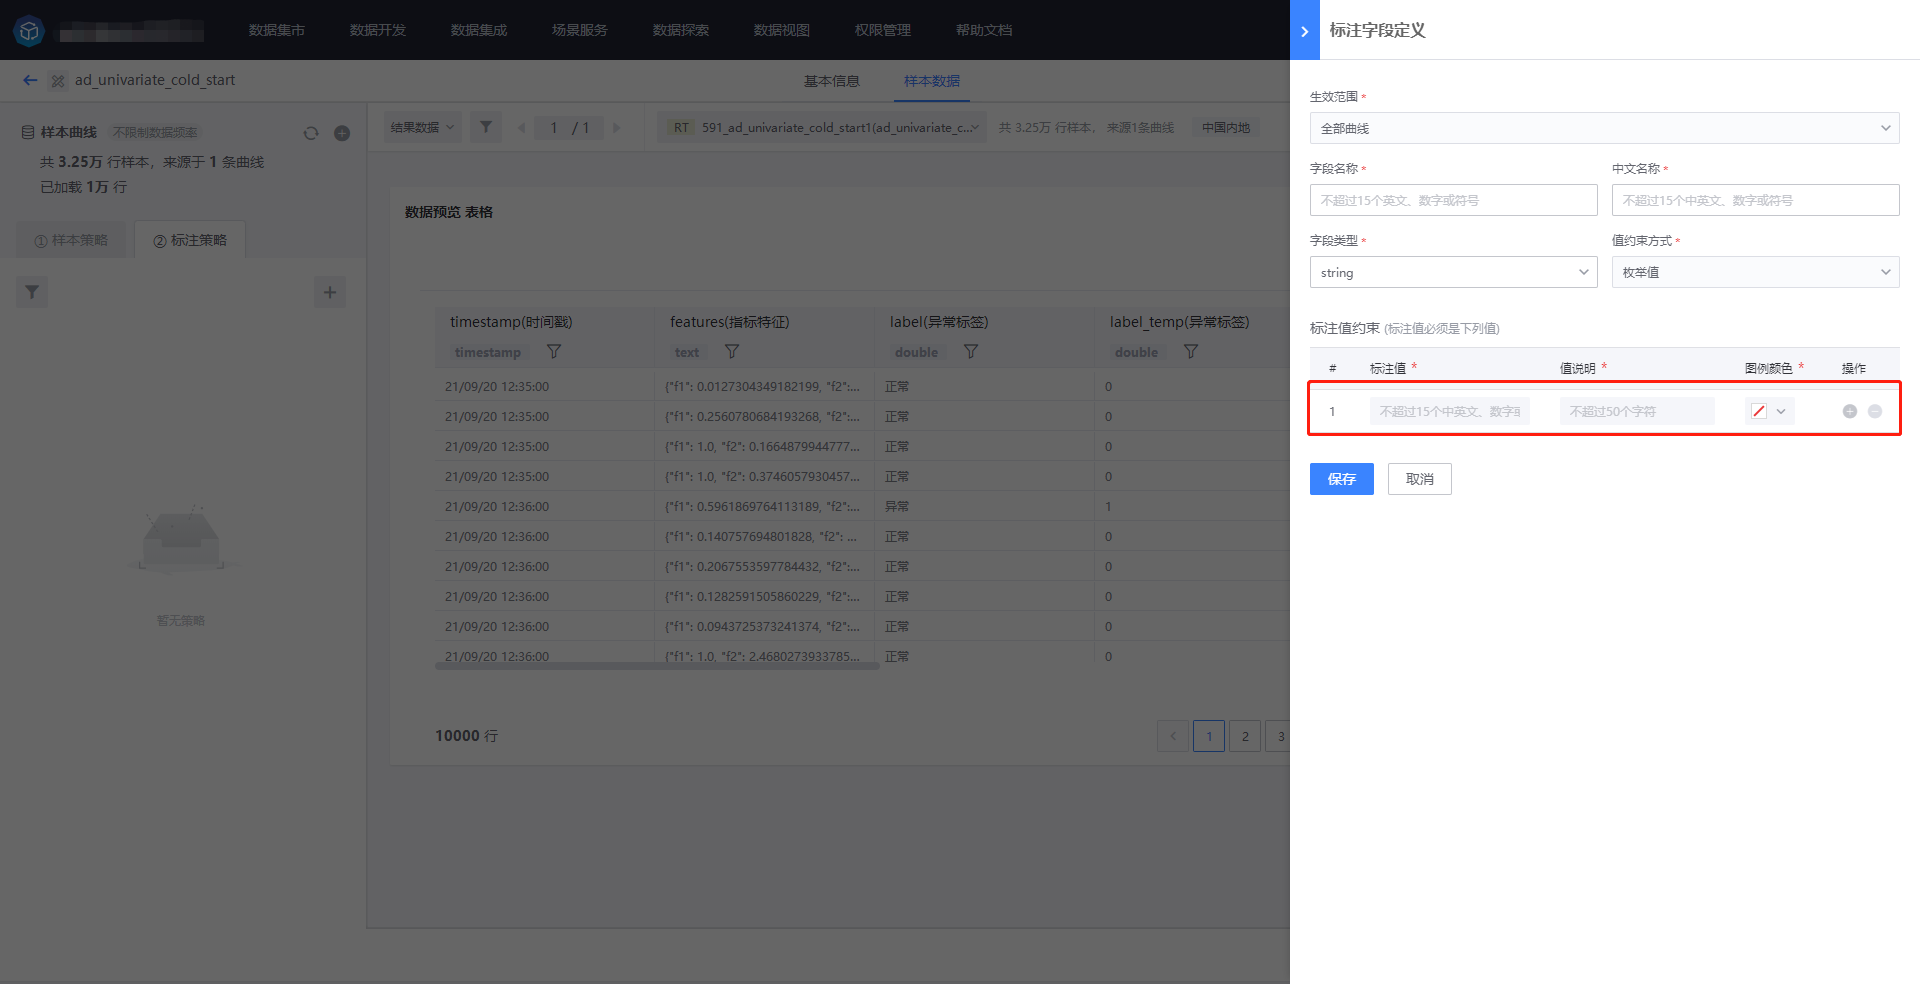 数据集市 数据开发 数据集成 场景服务 数据探索 数据视图 权限管理 帮助文档
ad_univariate_cold_start
基本信息 样本数据
样本曲线 不限制数据频率
共 3.25万 行样本，来源于 1 条曲线
已加载 1万 行
① 样本策略 ② 标注策略
暂无策略
结果数据 1 / 1 RT 591_ad_univariate_cold_start1(ad_univariate_c... 共 3.25万 行样本， 来源1条曲线 中国内地
数据预览 表格
timestamp(时间戳) features(指标特征) label(异常标签) label_temp(异常标签)
timestamp text double double
21/09/20 12:35:00 {"f1": 0.0127304349182199, "f2":... 正常 0
21/09/20 12:35:00 {"f1": 0.2560780684193268, "f2":... 正常 0
21/09/20 12:35:00 {"f1": 1.0, "f2": 0.1664879944777... 正常 0
21/09/20 12:35:00 {"f1": 1.0, "f2": 0.3746057930457... 正常 0
21/09/20 12:36:00 {"f1": 0.5961869764113189, "f2":... 异常 1
21/09/20 12:36:00 {"f1": 0.140757694801828, "f2": ... 正常 0
21/09/20 12:36:00 {"f1": 0.2067553597784432, "f2":... 正常 0
21/09/20 12:36:00 {"f1": 0.1282591505860229, "f2":... 正常 0
21/09/20 12:36:00 {"f1": 0.0943725373241374, "f2":... 正常 0
21/09/20 12:36:00 {"f1": 1.0, "f2": 2.4680273933785... 正常 0
10000 行 1 2 3
标注字段定义
生效范围 *
全部曲线
字段名称 * 中文名称 *
不超过15个英文、数字或符号 不超过15个中英文、数字或符号
字段类型 * 值约束方式 *
string 枚举值
标注值约束 (标注值必须是下列值)
# 标注值 * 值说明 * 图例颜色 * 操作
1 不超过15个中英文、数字或 不超过50个字符
保存 取消